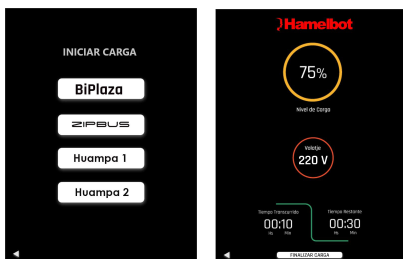 INICIAR CARGA
BiPlaza
ZIPBUS
Huampa 1
Huampa 2
Hamelbot
75%
Nivel de Carga
Volatje
220 V
Tiempo Transcurrido
00:10
Hs Min
Tiempo Restante
00:30
Hs Min
FINALIZAR CARGA